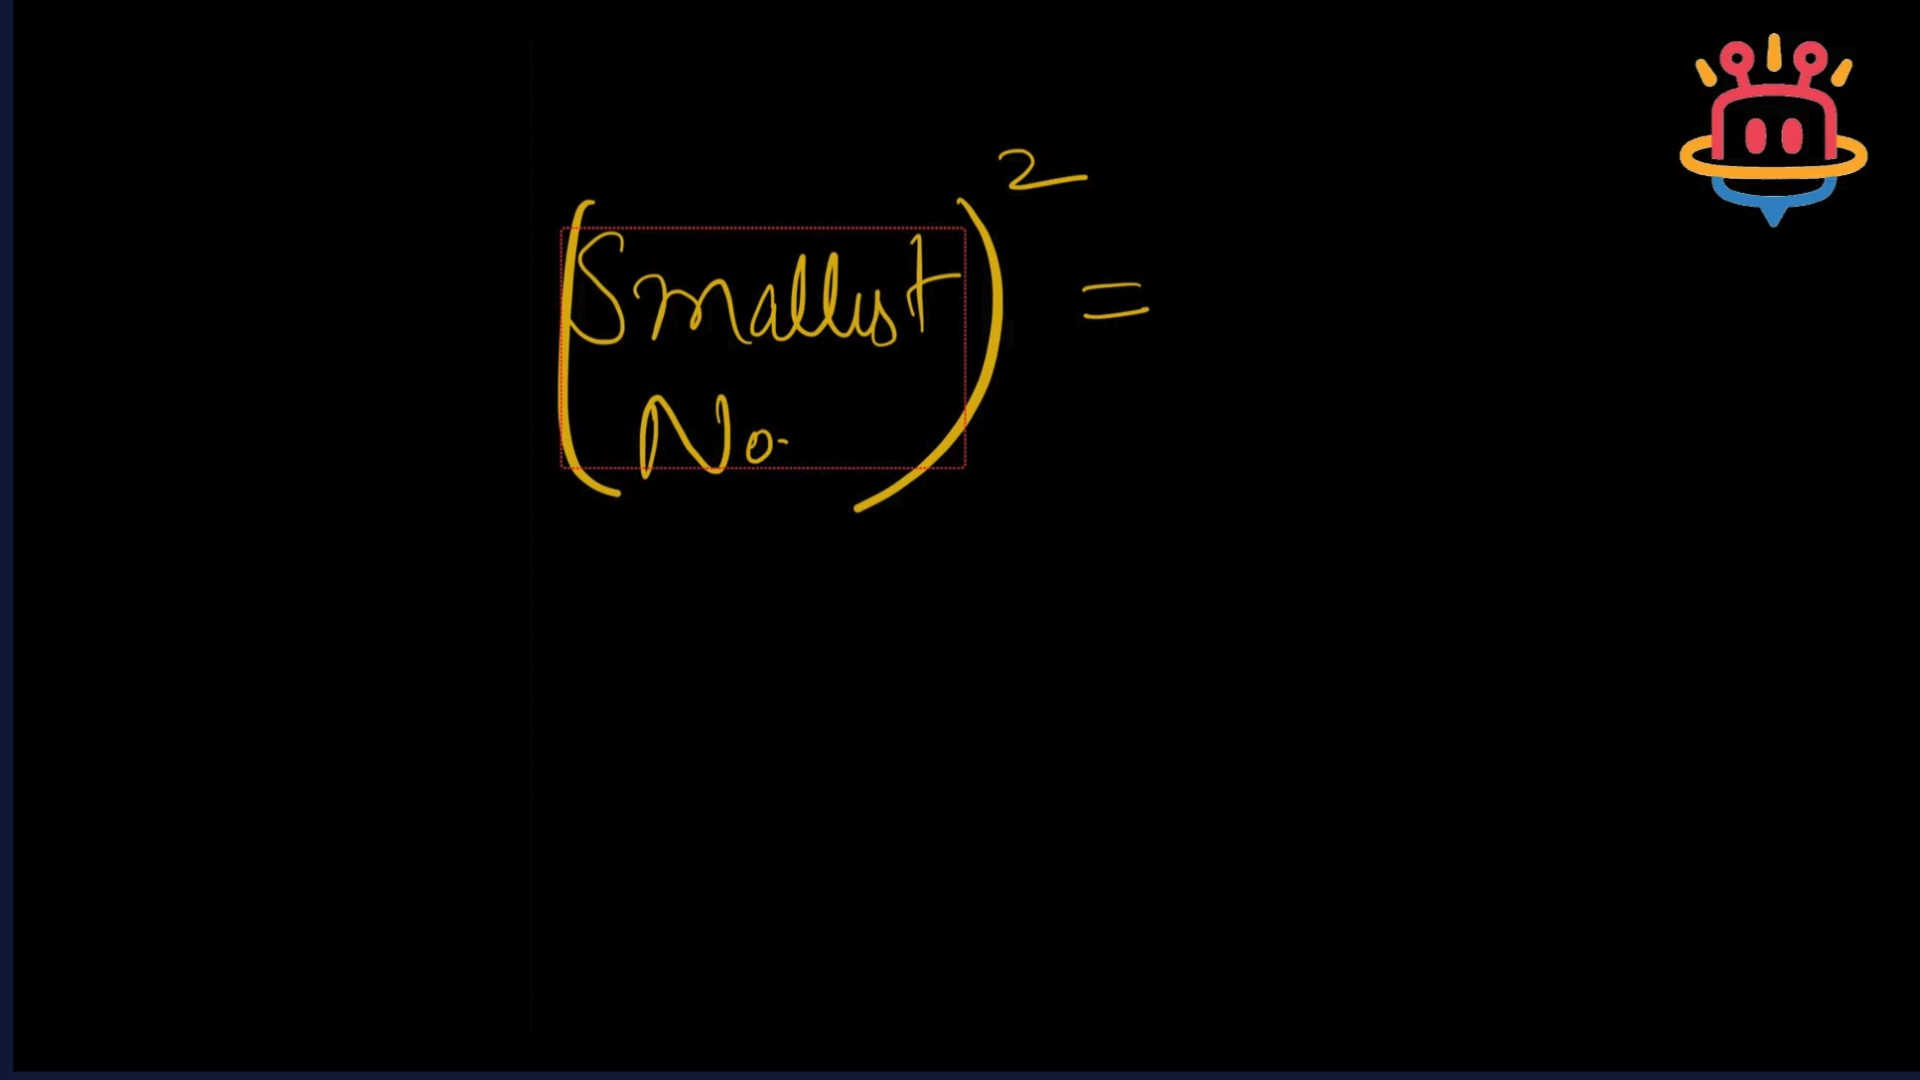 (Smallest)² =
No.